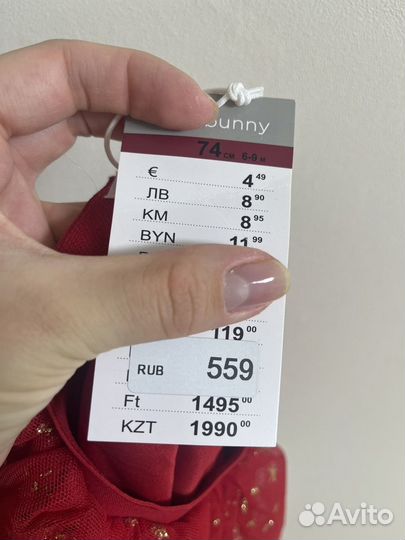 bunny
74 см 6-9 м
€ 4 49
ЛВ 8 90
KM 8 95
BYN 11 99
119 00
RUB 559
Ft 1495 00
KZT 1990 00
Avito